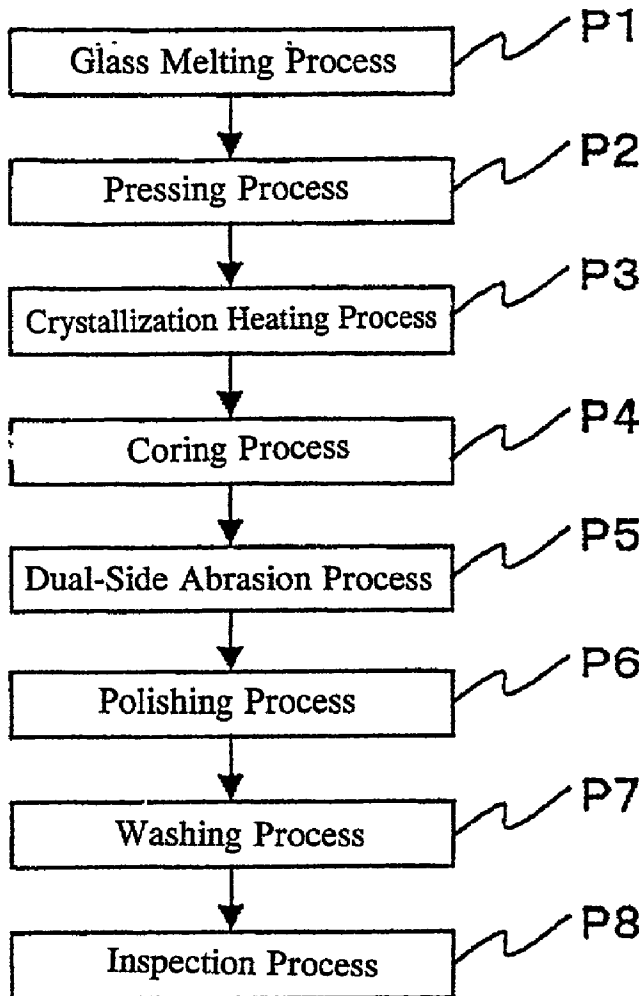 P1
Glass Melting Process
P2
Pressing Process
P3
Crystallization Heating Process
P4
Coring Process
P5
Dual-Side Abrasion Process
P6
Polishing Process
P7
Washing Process
P8
Inspection Process